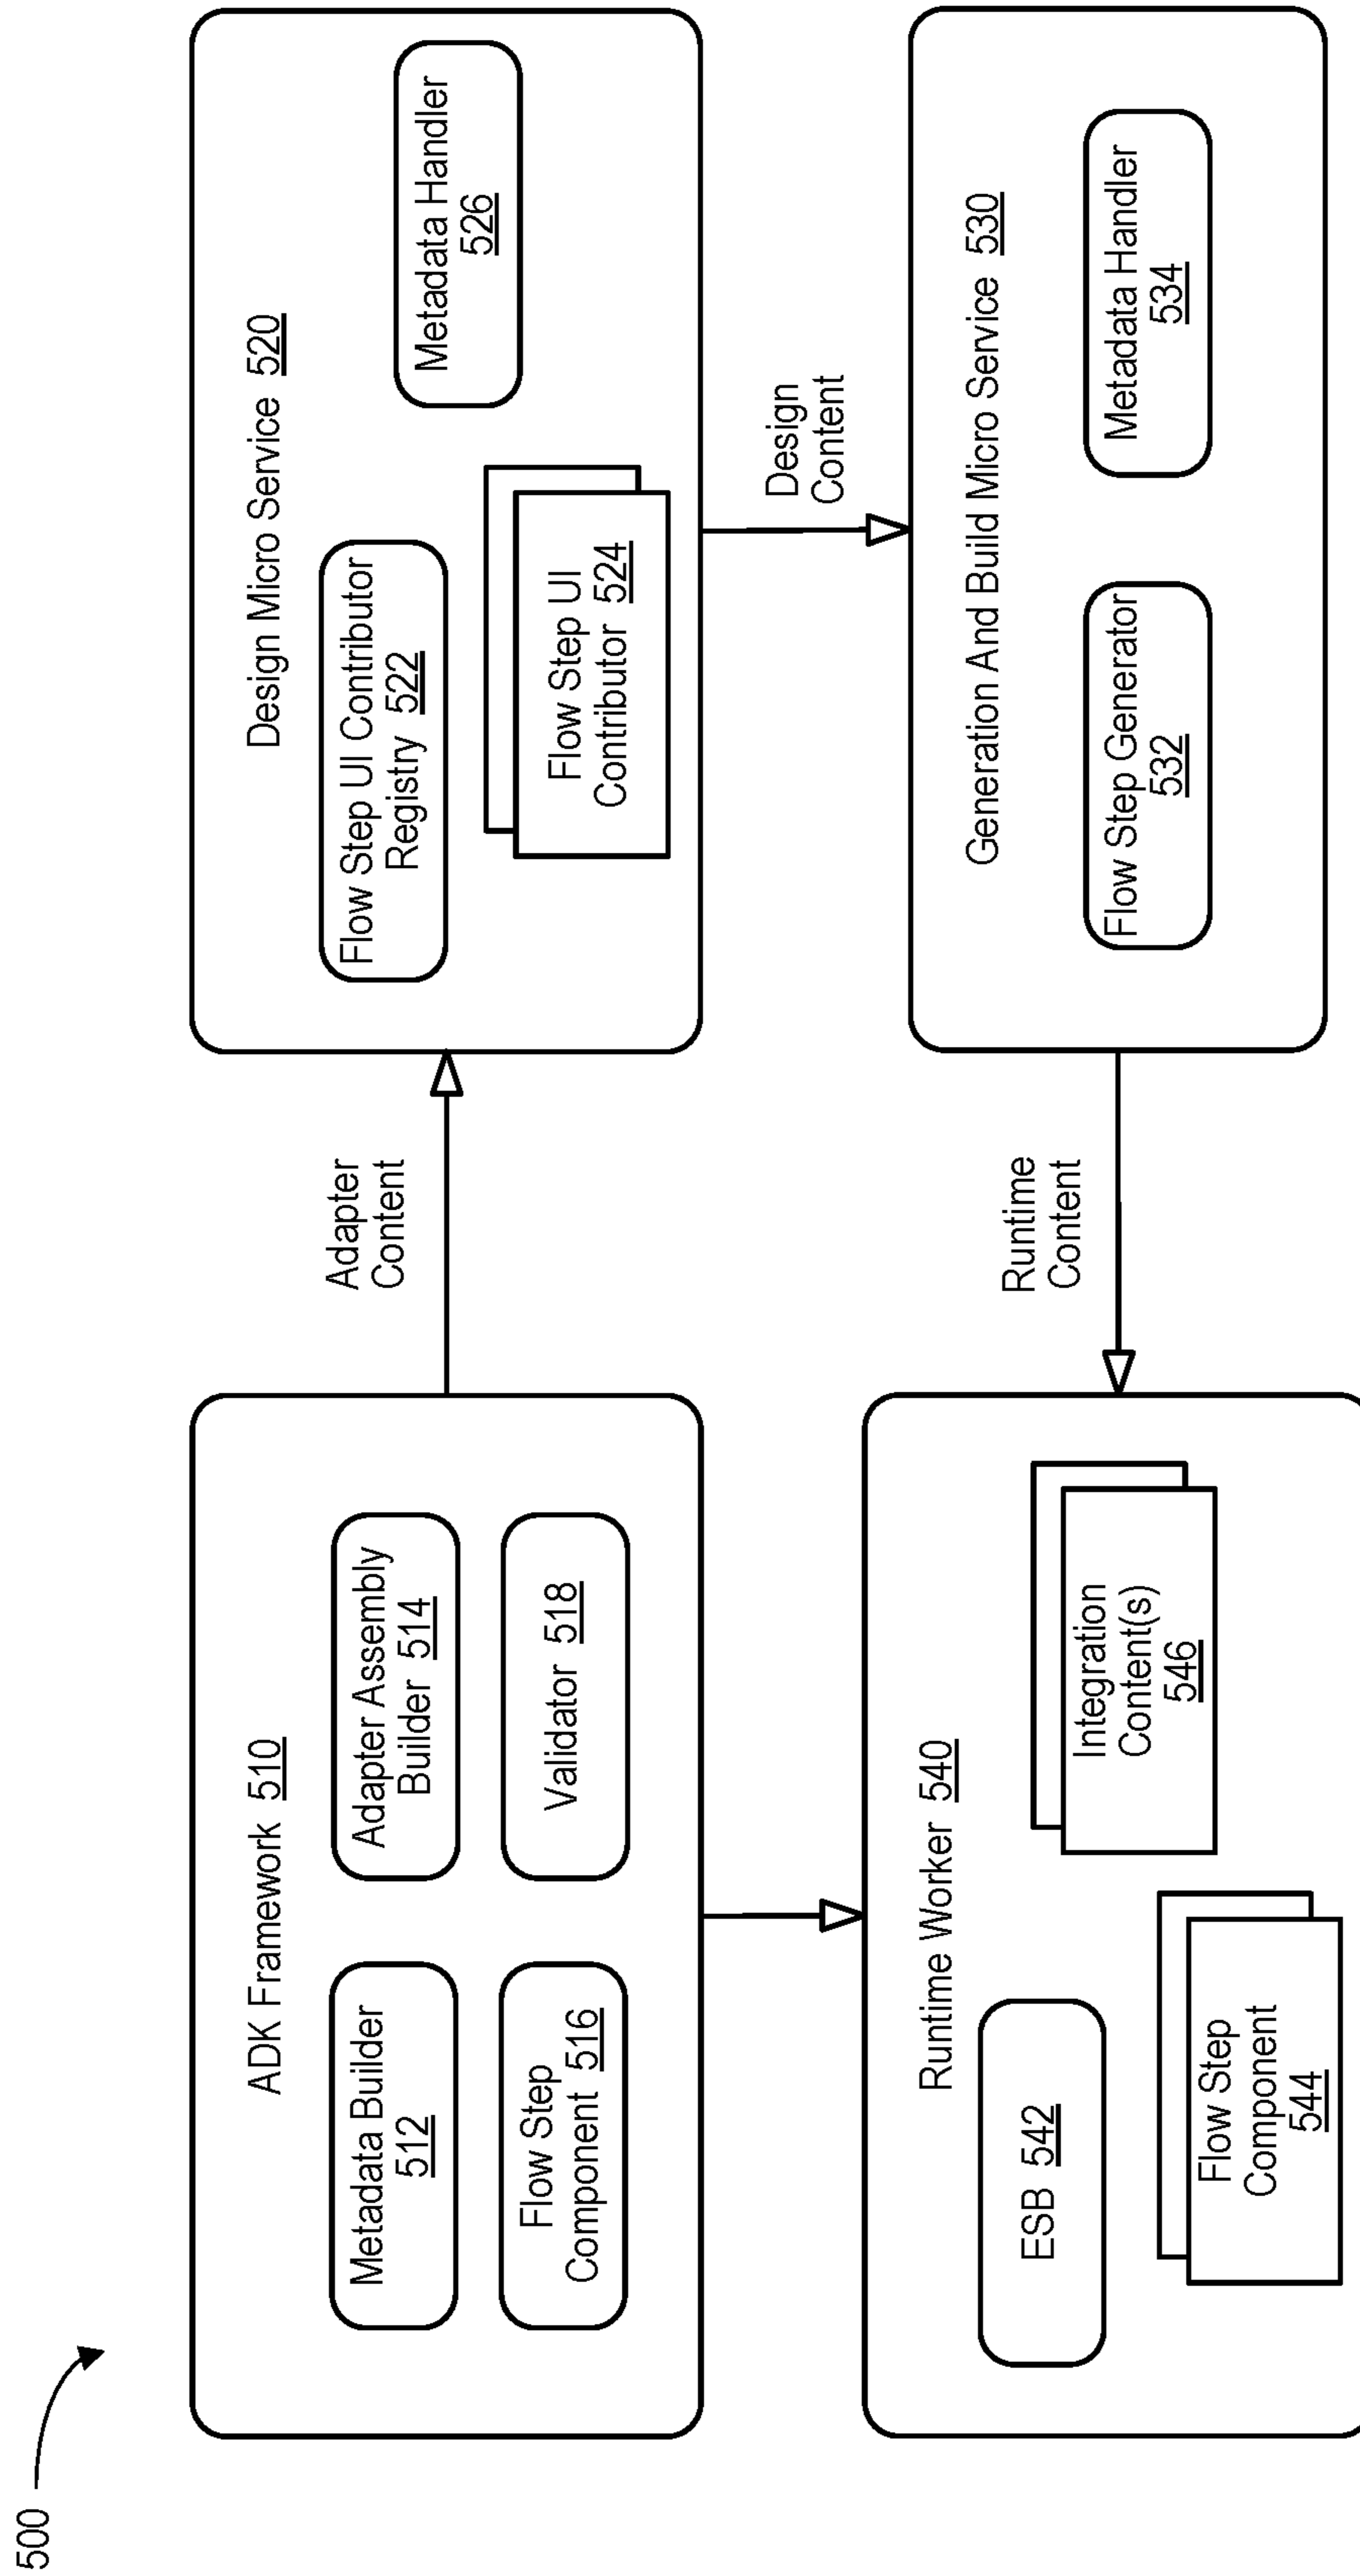 500
ADK Framework 510
Metadata Builder
512
Adapter Assembly
Builder 514
Flow Step
Component 516
Validator 518
Adapter
Content
Design Micro Service 520
Flow Step UI Contributor
Registry 522
Metadata Handler
526
Flow Step UI
Contributor 524
Design
Content
Runtime Worker 540
ESB 542
Integration
Content(s)
546
Flow Step
Component
544
Runtime
Content
Generation And Build Micro Service 530
Flow Step Generator
532
Metadata Handler
534